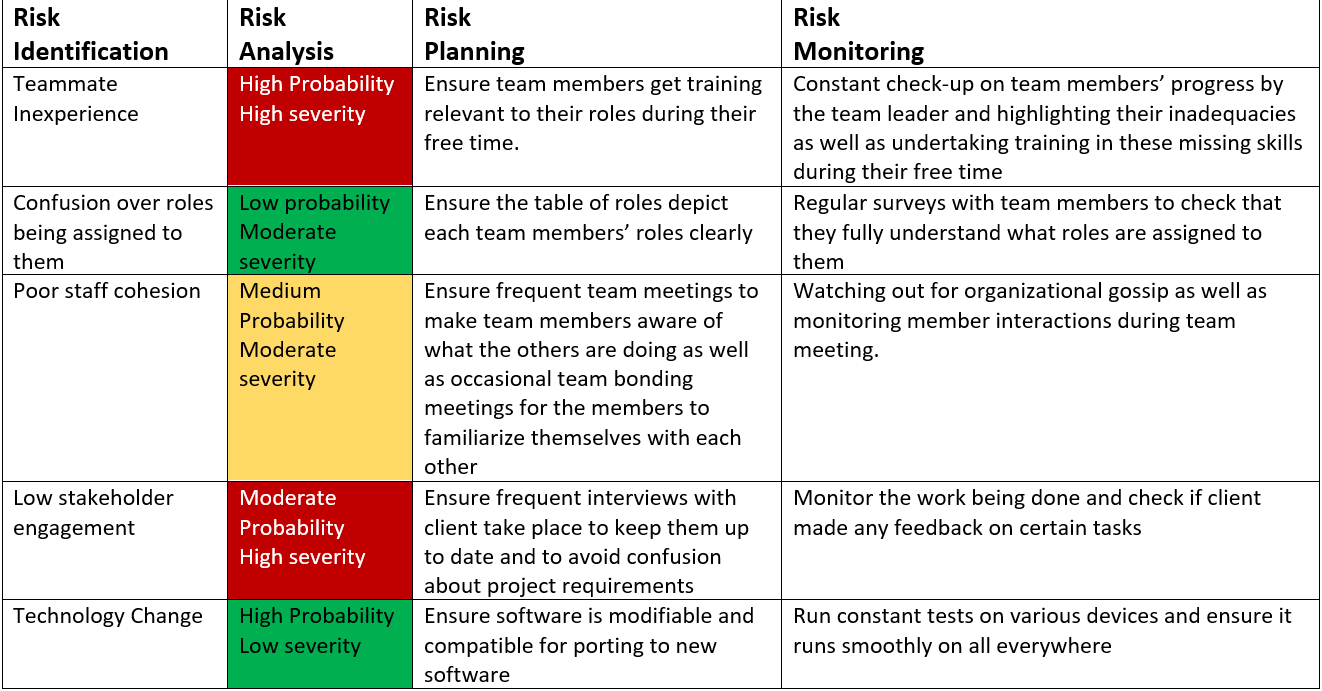 Risk
Identification
Risk
Analysis
Risk
Planning
Risk
Monitoring
Teammate
Inexperience
High Probability
High severity
Ensure team members get training
relevant to their roles during their
free time.
Constant check-up on team members’ progress by
the team leader and highlighting their inadequacies
as well as undertaking training in these missing skills
during their free time
Confusion over roles
being assigned to
them
Low probability
Moderate
severity
Ensure the table of roles depict
each team members’ roles clearly
Regular surveys with team members to check that
they fully understand what roles are assigned to
them
Poor staff cohesion
Medium
Probability
Moderate
severity
Ensure frequent team meetings to
make team members aware of
what the others are doing as well
as occasional team bonding
meetings for the members to
familiarize themselves with each
other
Watching out for organizational gossip as well as
monitoring member interactions during team
meeting.
Low stakeholder
engagement
Moderate
Probability
High severity
Ensure frequent interviews with
client take place to keep them up
to date and to avoid confusion
about project requirements
Monitor the work being done and check if client
made any feedback on certain tasks
Technology Change
High Probability
Low severity
Ensure software is modifiable and
compatible for porting to new
software
Run constant tests on various devices and ensure it
runs smoothly on all everywhere